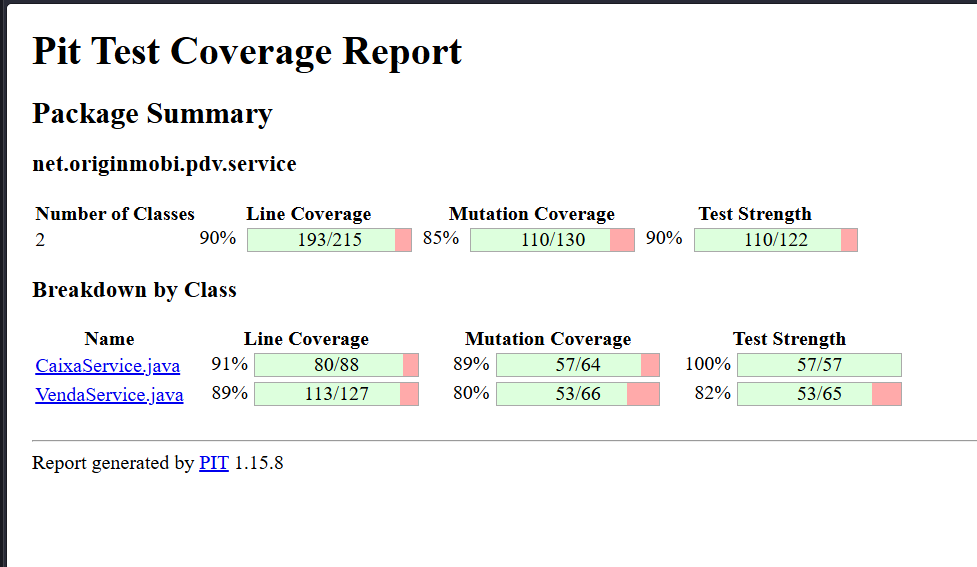 Pit Test Coverage Report
Package Summary
net.originmobi.pdv.service
Number of Classes Line Coverage Mutation Coverage Test Strength
2 90% 193/215 85% 110/130 90% 110/122
Breakdown by Class
Name Line Coverage Mutation Coverage Test Strength
CaixaService.java 91% 80/88 89% 57/64 100% 57/57
VendaService.java 89% 113/127 80% 53/66 82% 53/65
Report generated by PIT 1.15.8